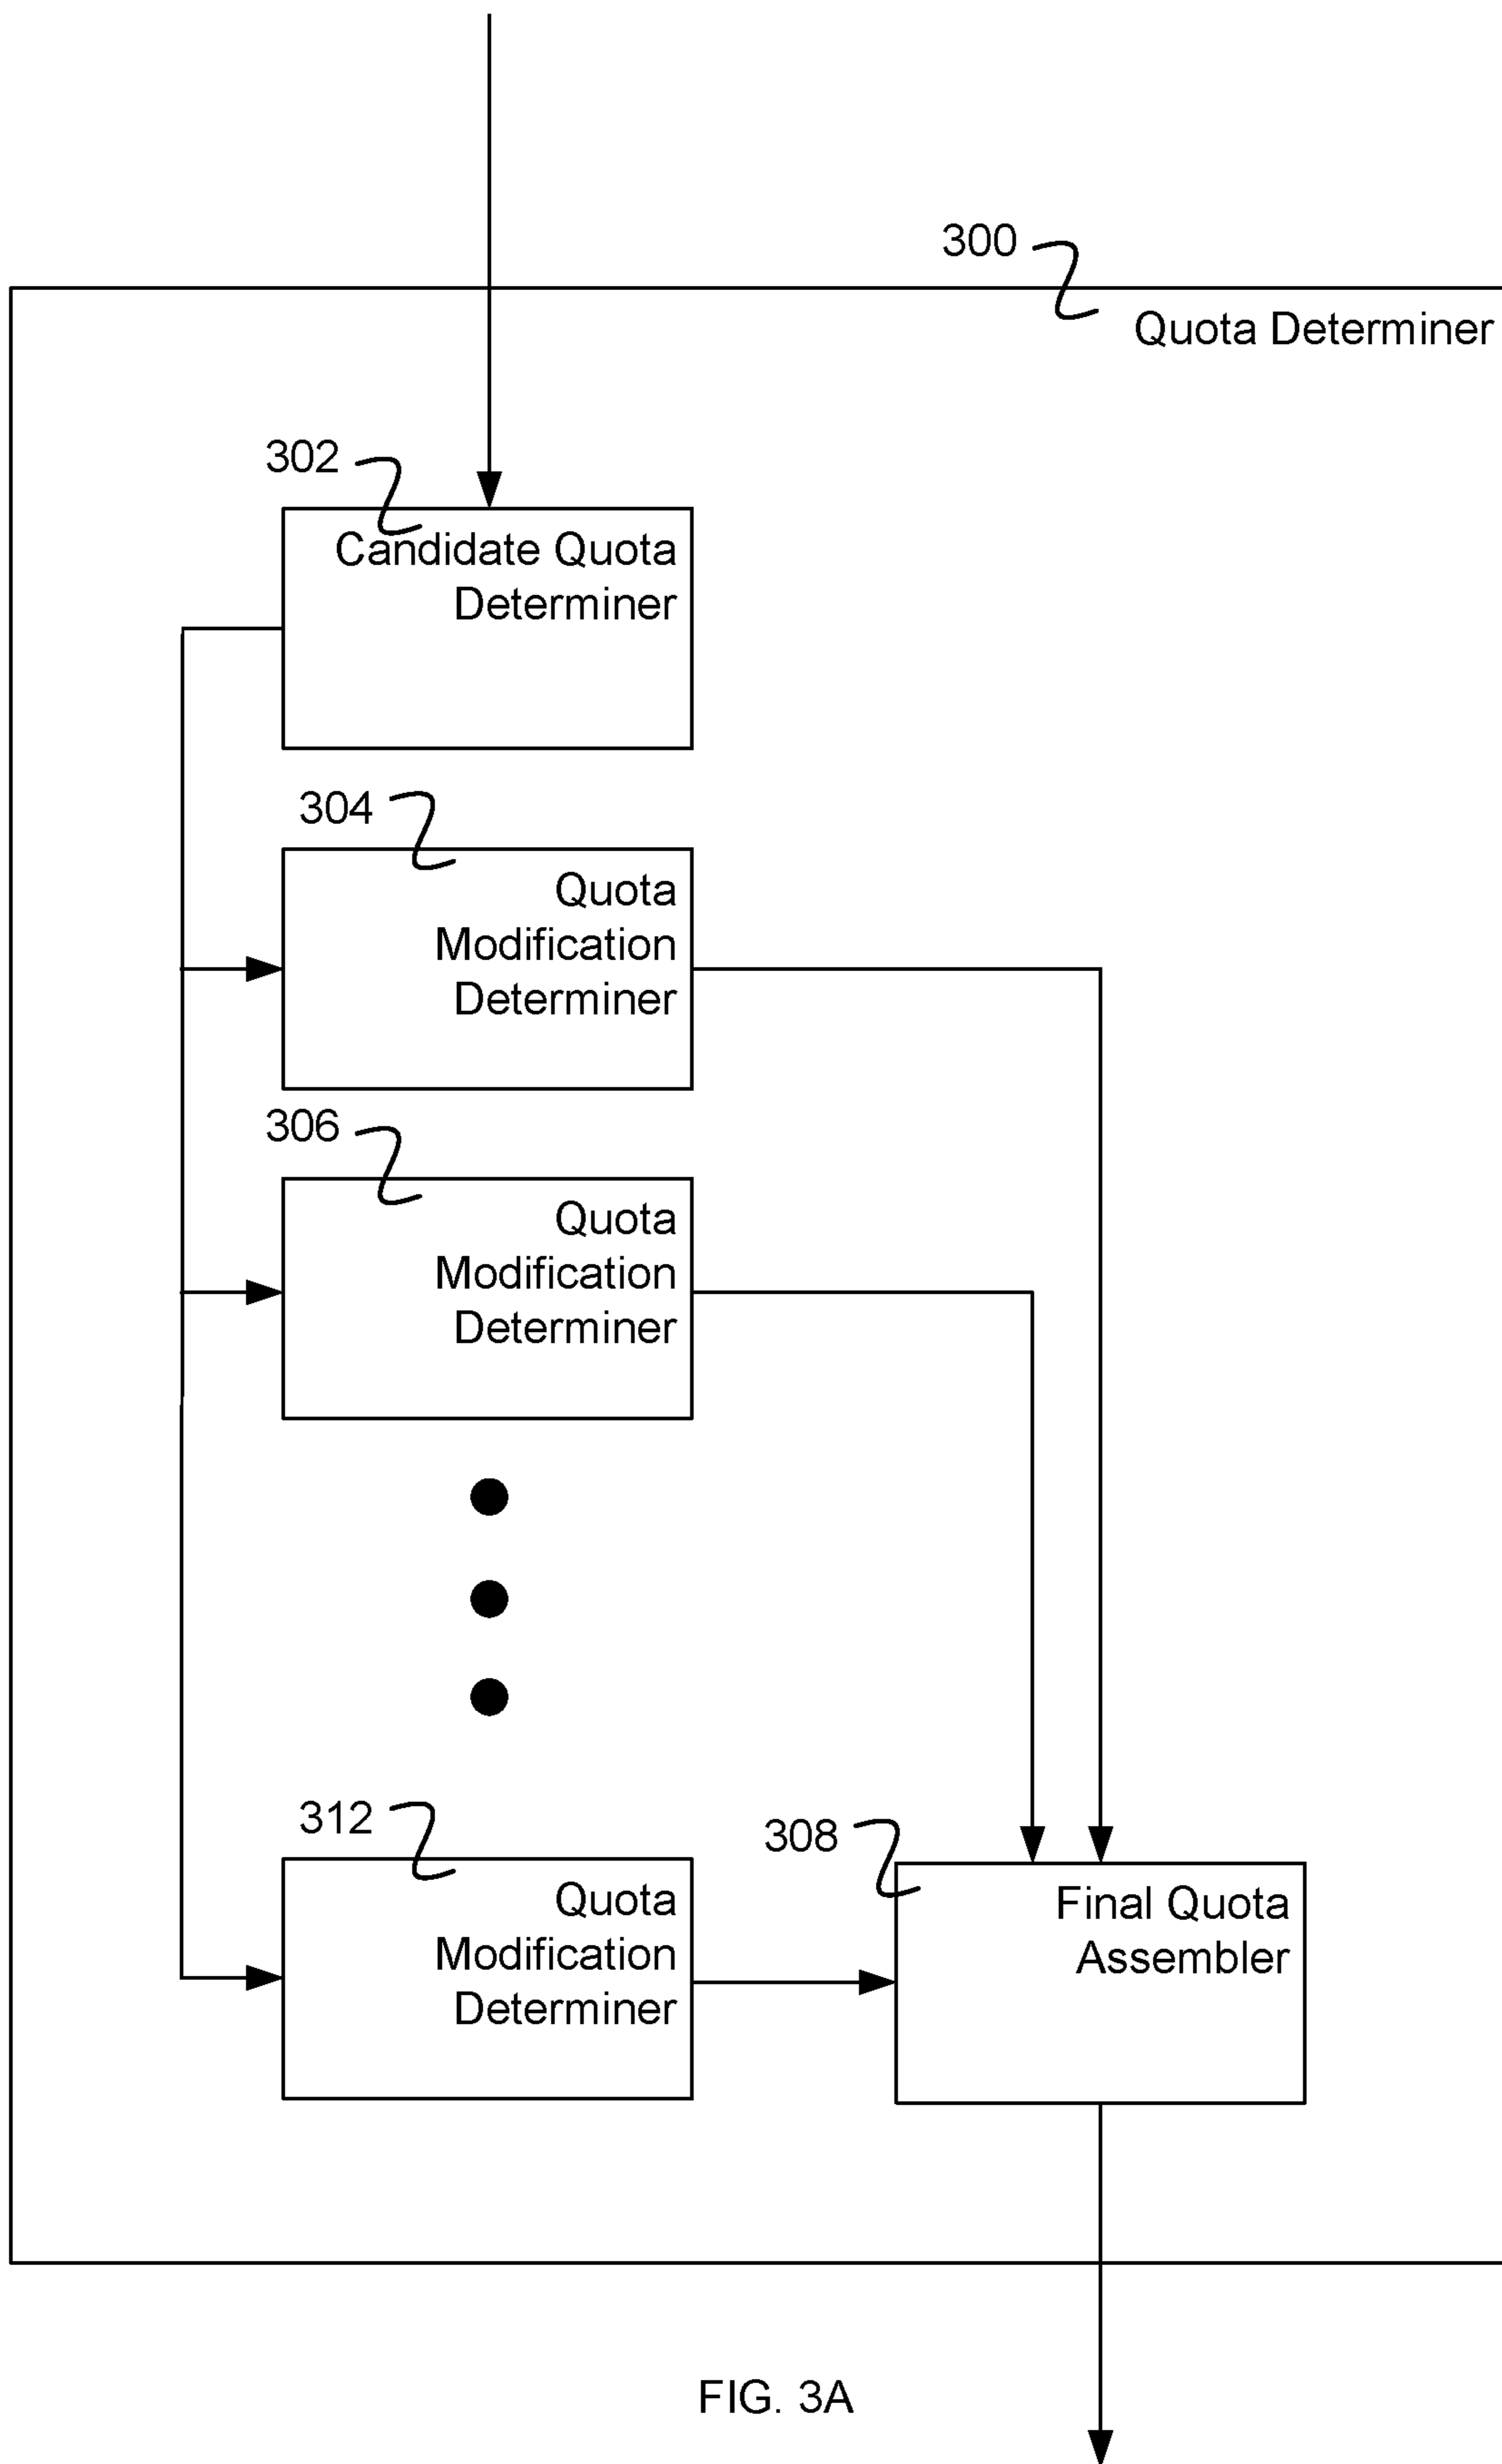 300
Quota Determiner
302
Candidate Quota
Determiner
304
Quota
Modification
Determiner
306
Quota
Modification
Determiner
312
Quota
Modification
Determiner
308
Final Quota
Assembler
FIG. 3A